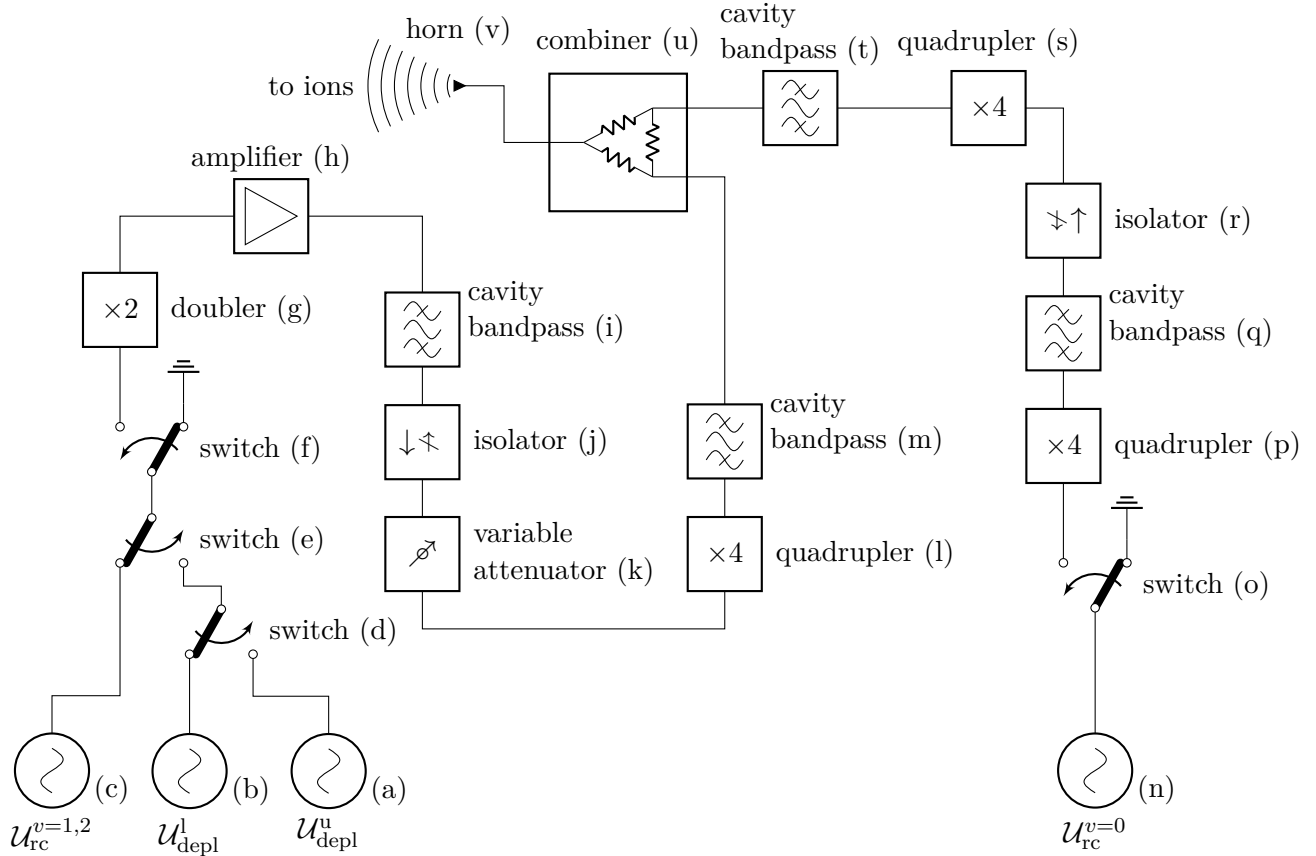 horn (v)
to ions
combiner (u)
cavity
bandpass (t)
quadrupler (s)
×4
amplifier (h)
isolator (r)
×2
doubler (g)
cavity
bandpass (i)
cavity
bandpass (q)
switch (f)
isolator (j)
cavity
bandpass (m)
×4
quadrupler (p)
switch (e)
variable
attenuator (k)
×4
quadrupler (l)
switch (o)
switch (d)
(c)
(b)
(a)
(n)
𝒰rc^v=1,2
𝒰depl^l
𝒰depl^u
𝒰rc^v=0